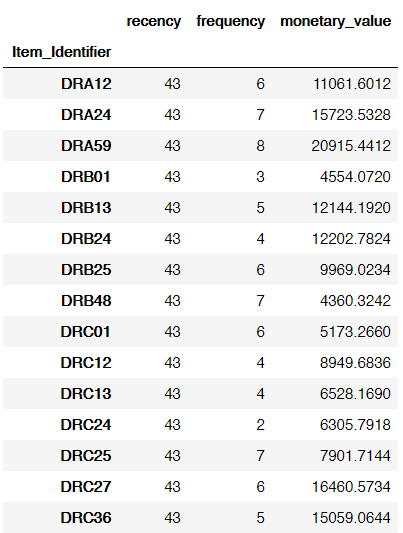 recency frequency monetary_value
Item_Identifier
DRA12 43 6 11061.6012
DRA24 43 7 15723.5328
DRA59 43 8 20915.4412
DRB01 43 3 4554.0720
DRB13 43 5 12144.1920
DRB24 43 4 12202.7824
DRB25 43 6 9969.0234
DRB48 43 7 4360.3242
DRC01 43 6 5173.2660
DRC12 43 4 8949.6836
DRC13 43 4 6528.1690
DRC24 43 2 6305.7918
DRC25 43 7 7901.7144
DRC27 43 6 16460.5734
DRC36 43 5 15059.0644